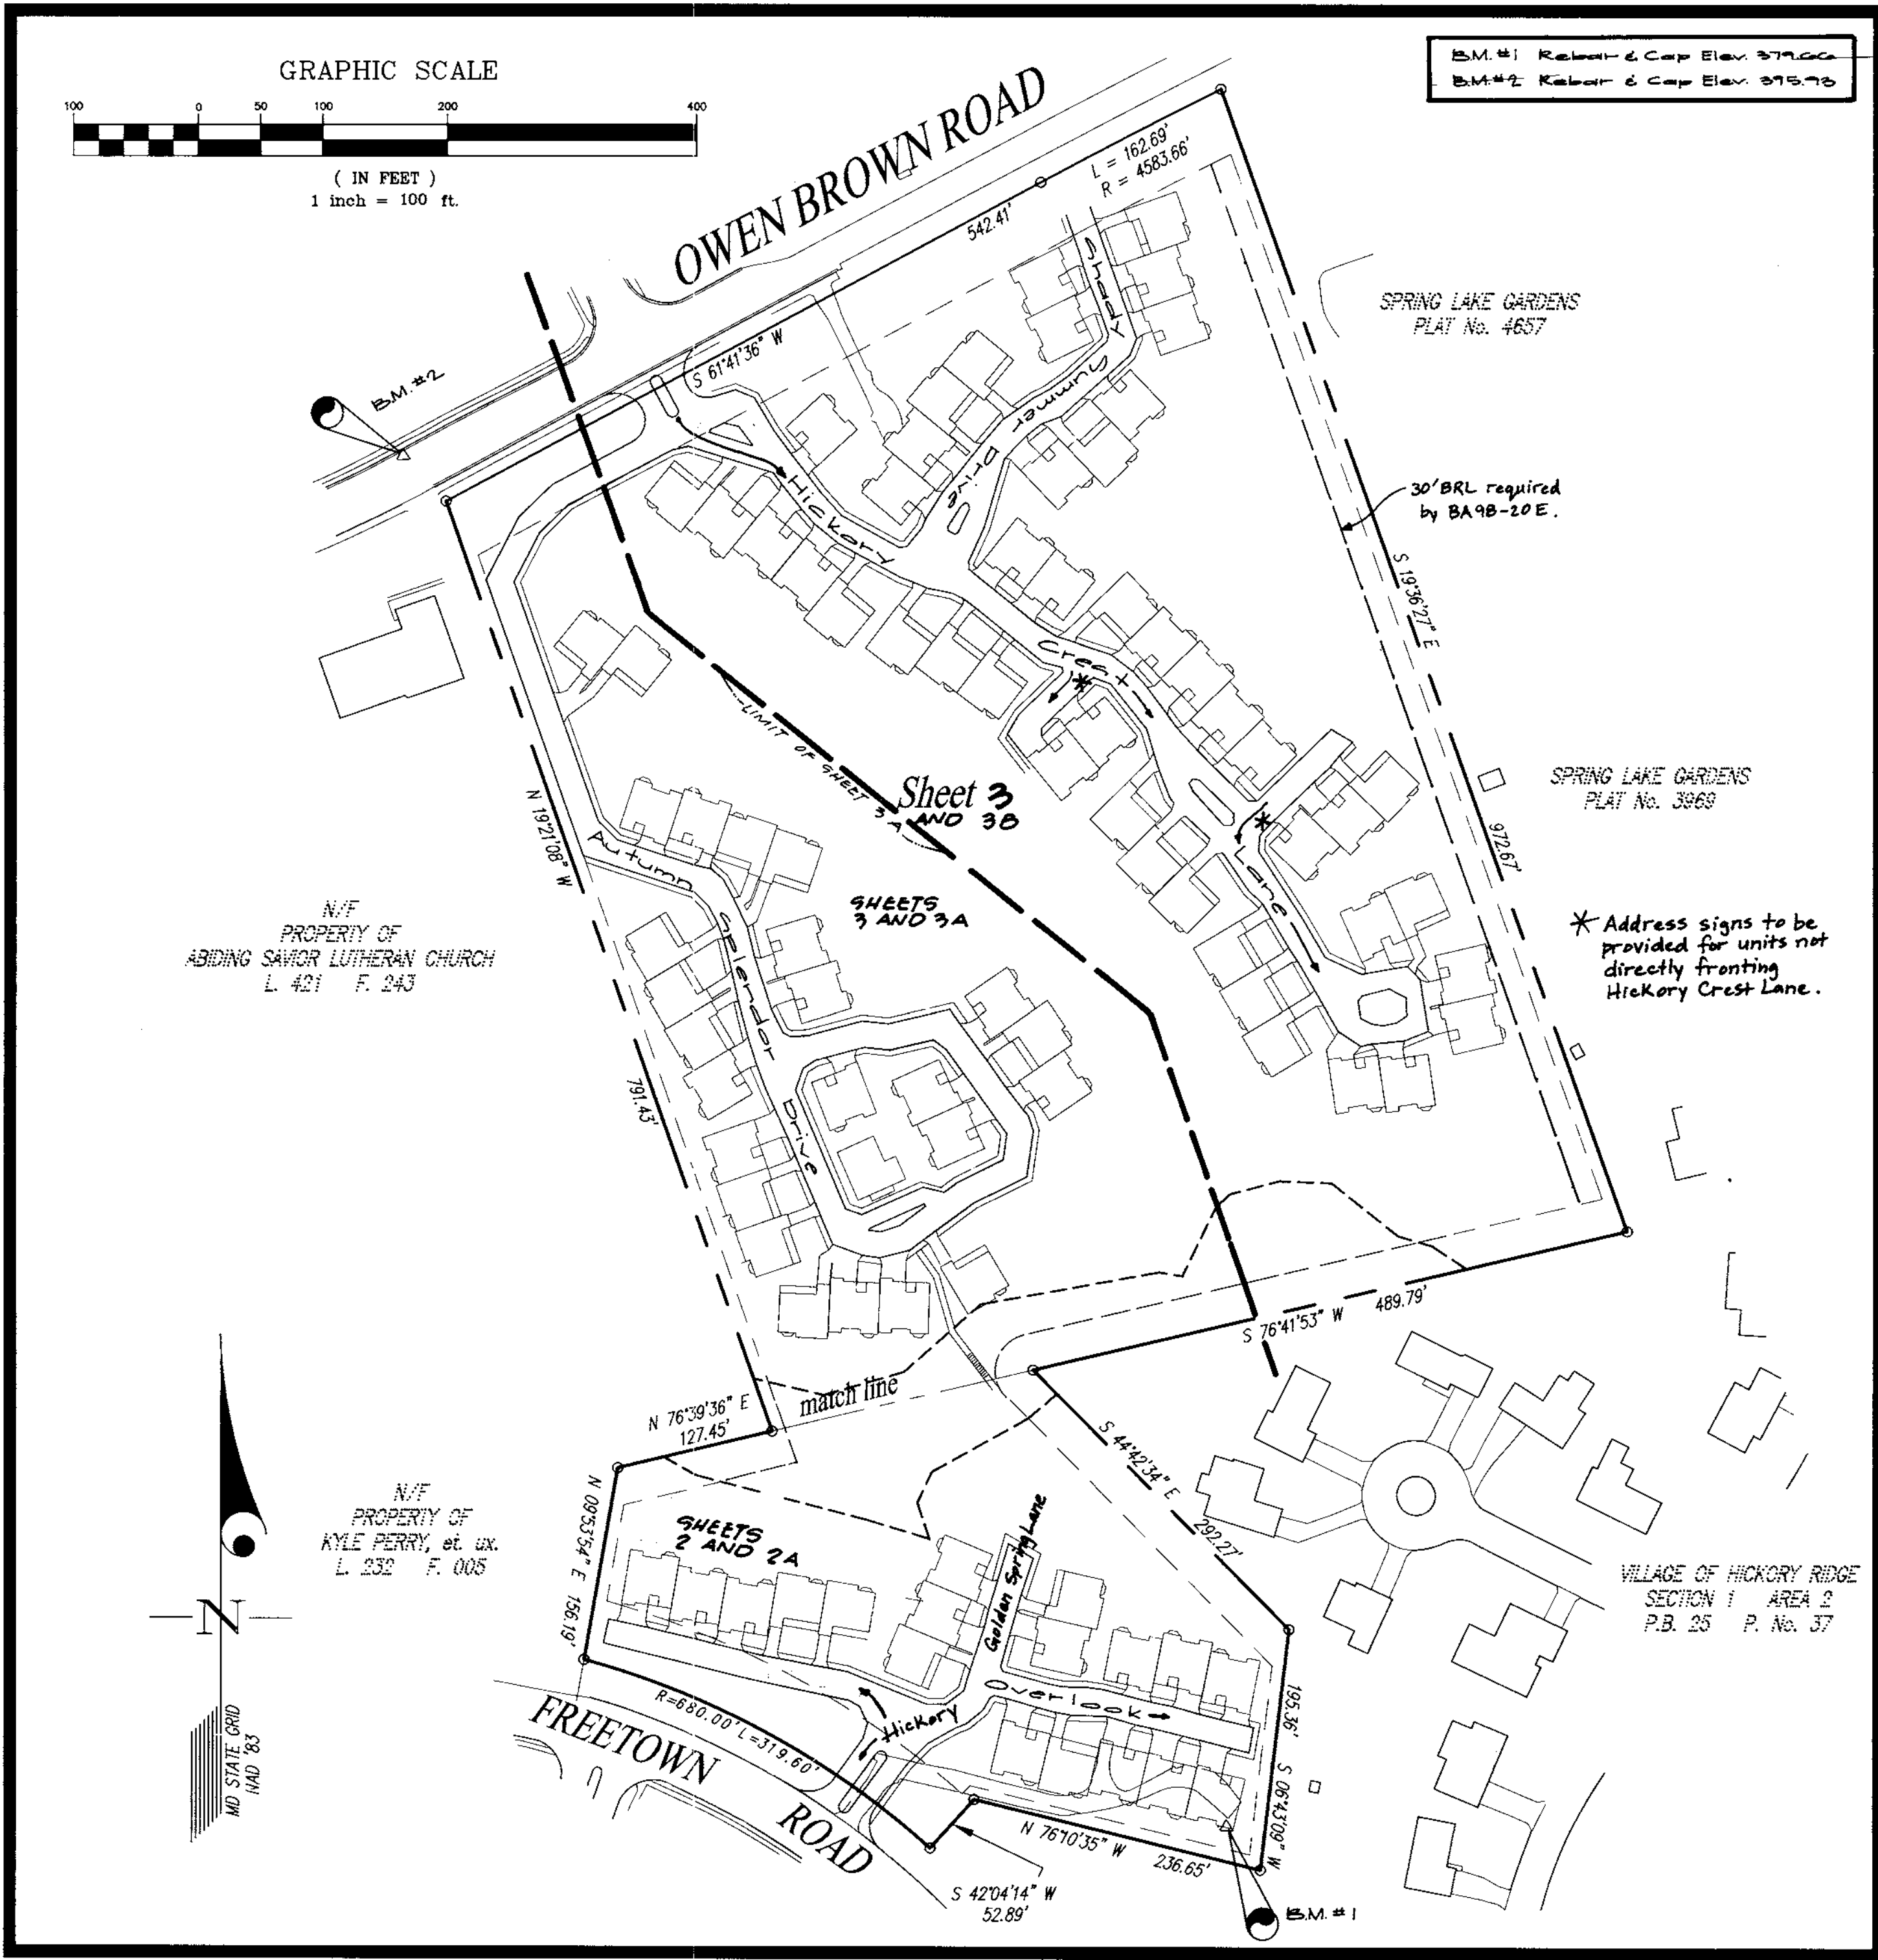 GRAPHIC SCALE
100 0 50 100 200 400
( IN FEET )
1 inch = 100 ft.
B.M. #1 Rebar & Cap Elev. 379.66
B.M. #2 Rebar & Cap Elev. 395.93
OWEN BROWN ROAD
L = 162.69'
R = 4583.66'
542.41'
S 61°41'36" W
B.M. #2
Shady
Summer
Drive
Hickory
Crest
Lane
SPRING LAKE GARDENS
PLAT No. 4657
30' BRL required
by BA98-20E.
S 19°36'27" E
972.67'
SPRING LAKE GARDENS
PLAT No. 3969
LIMIT OF SHEET 3A
Sheet 3
AND 3B
SHEETS
3 AND 3A
* Address signs to be
provided for units not
directly fronting
Hickory Crest Lane.
*
*
N 19°21'08" W
791.43'
Autumn
Splendor
Drive
N/F
PROPERTY OF
ABIDING SAVIOR LUTHERAN CHURCH
L. 421 F. 243
S 76°41'53" W 489.79'
match line
N 76°39'36" E
127.45'
S 44°42'34" E
292.27'
N 09°53'54" E 156.19'
N/F
PROPERTY OF
KYLE PERRY, et. ux.
L. 232 F. 005
SHEETS
2 AND 2A
Golden Spring Lane
Hickory
Overlook
VILLAGE OF HICKORY RIDGE
SECTION 1 AREA 2
P.B. 25 P. No. 37
195.36' S 06°43'09" W
R=680.00' L=319.60'
FREETOWN
ROAD
N 76°10'35" W 236.65'
S 42°04'14" W
52.89'
B.M. #1
N
MD STATE GRID
NAD '83